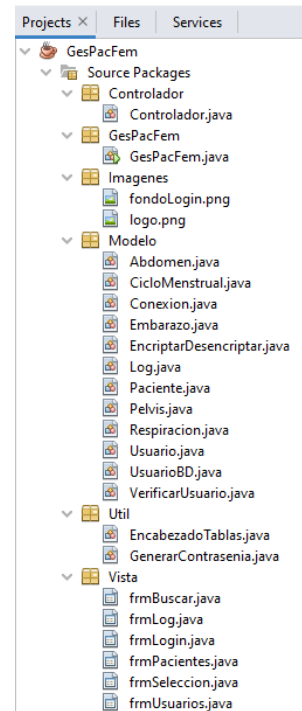 Projects Files Services
GesPacFem
Source Packages
Controlador
Controlador.java
GesPacFem
GesPacFem.java
Imagenes
fondoLogin.png
logo.png
Modelo
Abdomen.java
CicloMenstrual.java
Conexion.java
Embarazo.java
EncriptarDesencriptar.java
Log.java
Paciente.java
Pelvis.java
Respiracion.java
Usuario.java
UsuarioBD.java
VerificarUsuario.java
Util
EncabezadoTablas.java
GenerarContrasenia.java
Vista
frmBuscar.java
frmLog.java
frmLogin.java
frmPacientes.java
frmSeleccion.java
frmUsuarios.java